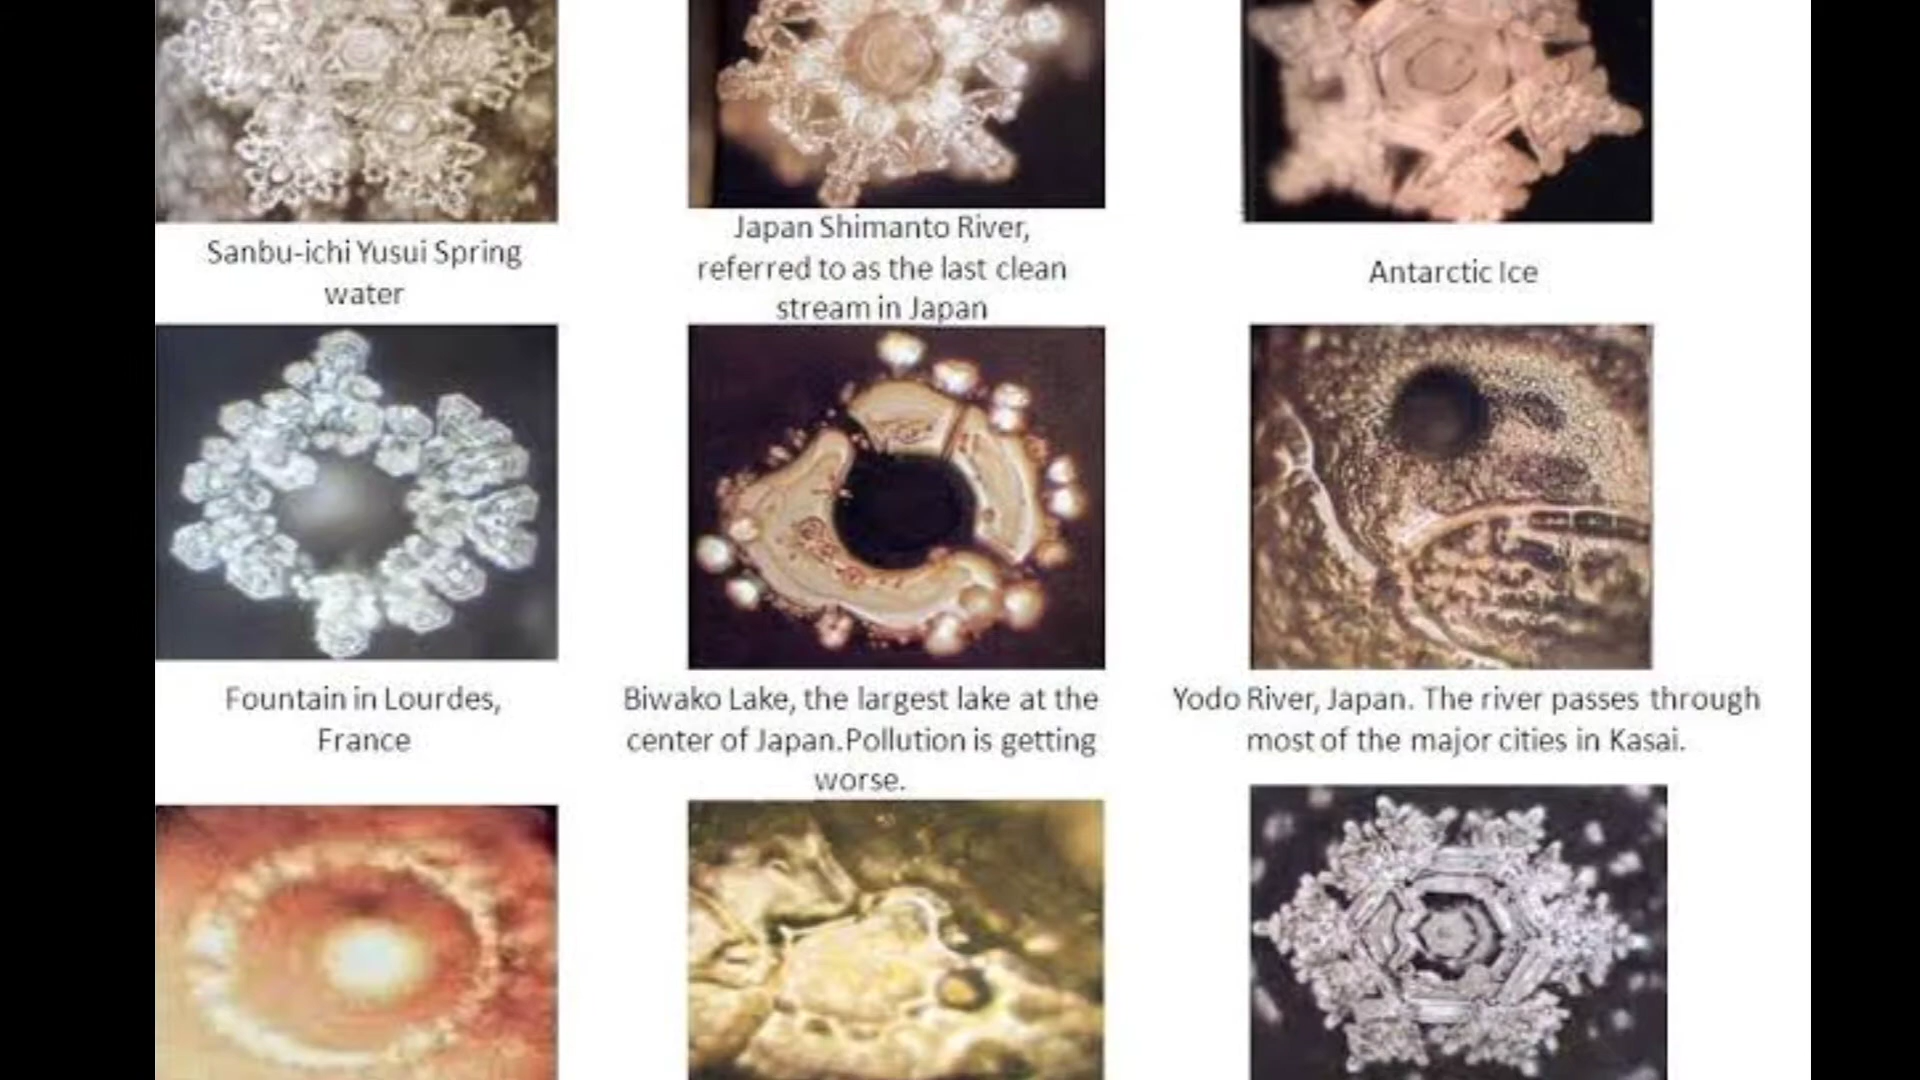 Sanbu-ichi Yusui Spring
water
Japan Shimanto River,
referred to as the last clean
stream in Japan
Antarctic Ice
Fountain in Lourdes,
France
Biwako Lake, the largest lake at the
center of Japan.Pollution is getting
worse.
Yodo River, Japan. The river passes through
most of the major cities in Kasai.